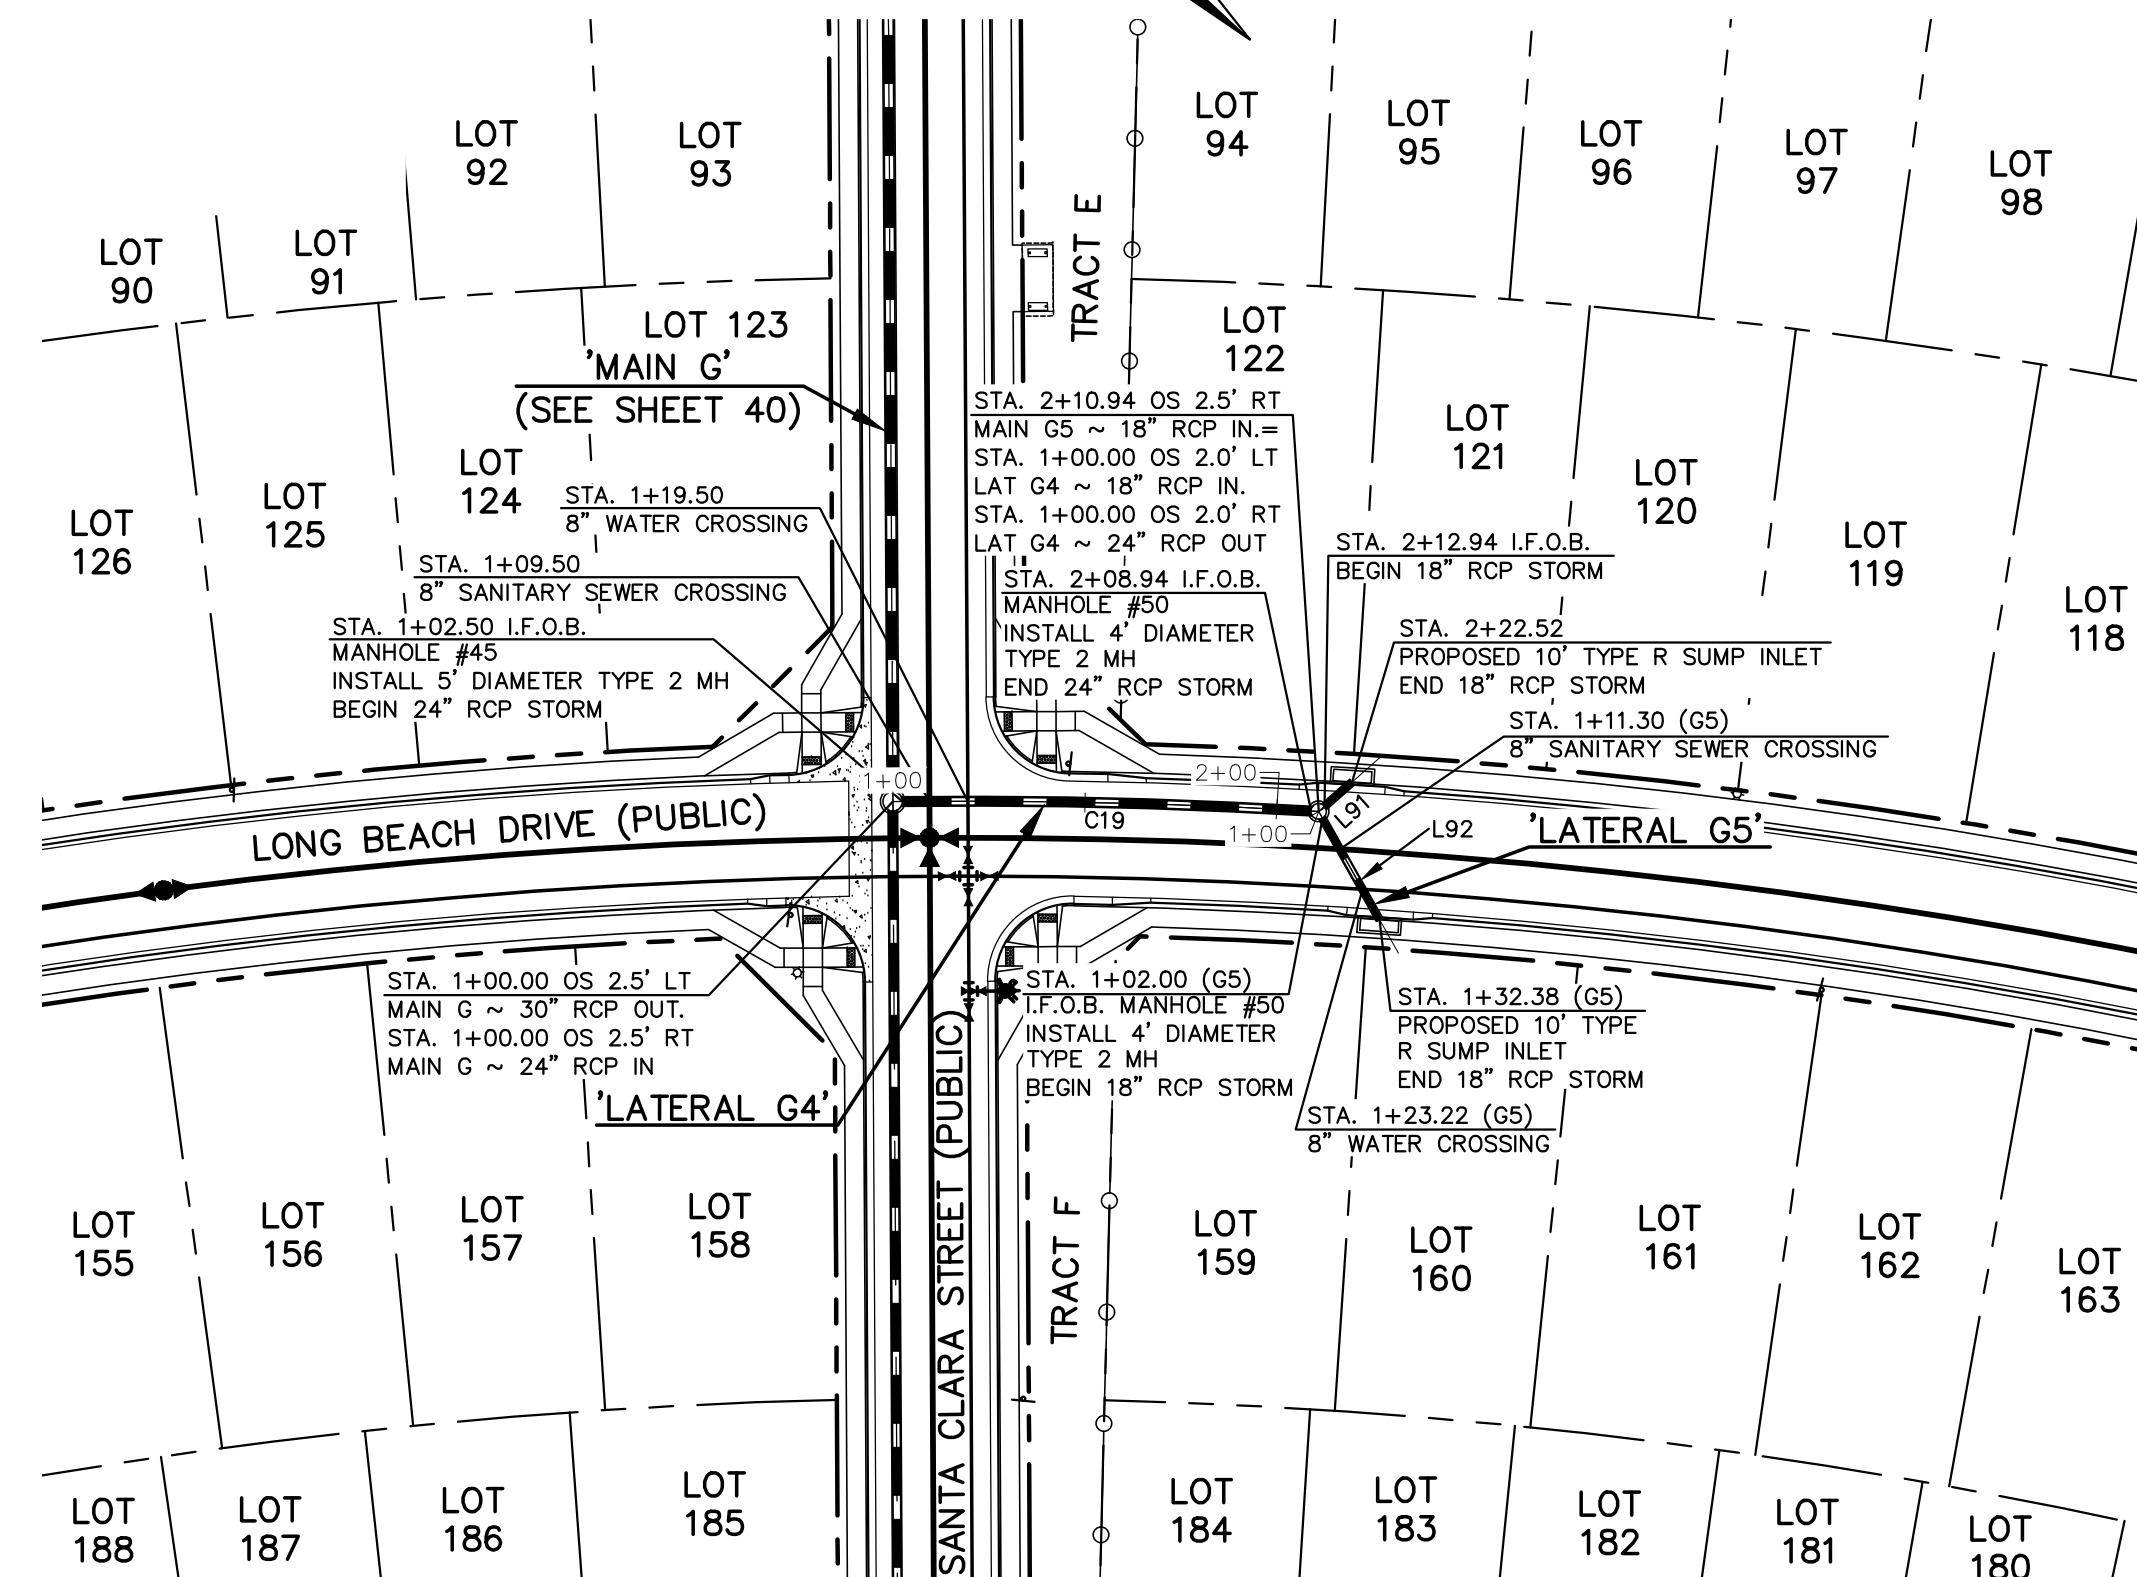 LOT
94
LOT
95
LOT
96
LOT
97
LOT
98
LOT
92
LOT
93
LOT
90
LOT
91
TRACT E
LOT 123
'MAIN G'
(SEE SHEET 40)
LOT
122
LOT
121
LOT
120
LOT
119
LOT
118
LOT
124
LOT
125
LOT
126
STA. 2+10.94 OS 2.5' RT
MAIN G5 ~ 18" RCP IN.=
STA. 1+00.00 OS 2.0' LT
LAT G4 ~ 18" RCP IN.
STA. 1+00.00 OS 2.0' RT
LAT G4 ~ 24" RCP OUT
STA. 1+19.50
8" WATER CROSSING
STA. 1+09.50
8" SANITARY SEWER CROSSING
STA. 1+02.50 I.F.O.B.
MANHOLE #45
INSTALL 5' DIAMETER TYPE 2 MH
BEGIN 24" RCP STORM
STA. 2+08.94 I.F.O.B.
MANHOLE #50
INSTALL 4' DIAMETER
TYPE 2 MH
END 24" RCP STORM
STA. 2+12.94 I.F.O.B.
BEGIN 18" RCP STORM
STA. 2+22.52
PROPOSED 10' TYPE R SUMP INLET
END 18" RCP STORM
STA. 1+11.30 (G5)
8" SANITARY SEWER CROSSING
1+00
2+00
C19
1+00
L91
L92
'LATERAL G5'
LONG BEACH DRIVE (PUBLIC)
STA. 1+00.00 OS 2.5' LT
MAIN G ~ 30" RCP OUT.
STA. 1+00.00 OS 2.5' RT
MAIN G ~ 24" RCP IN
'LATERAL G4'
STA. 1+02.00 (G5)
I.F.O.B. MANHOLE #50
INSTALL 4' DIAMETER
TYPE 2 MH
BEGIN 18" RCP STORM
STA. 1+32.38 (G5)
PROPOSED 10' TYPE
R SUMP INLET
END 18" RCP STORM
STA. 1+23.22 (G5)
8" WATER CROSSING
SANTA CLARA STREET (PUBLIC)
TRACT F
LOT
155
LOT
156
LOT
157
LOT
158
LOT
159
LOT
160
LOT
161
LOT
162
LOT
163
LOT
188
LOT
187
LOT
186
LOT
185
LOT
184
LOT
183
LOT
182
LOT
181
LOT
180